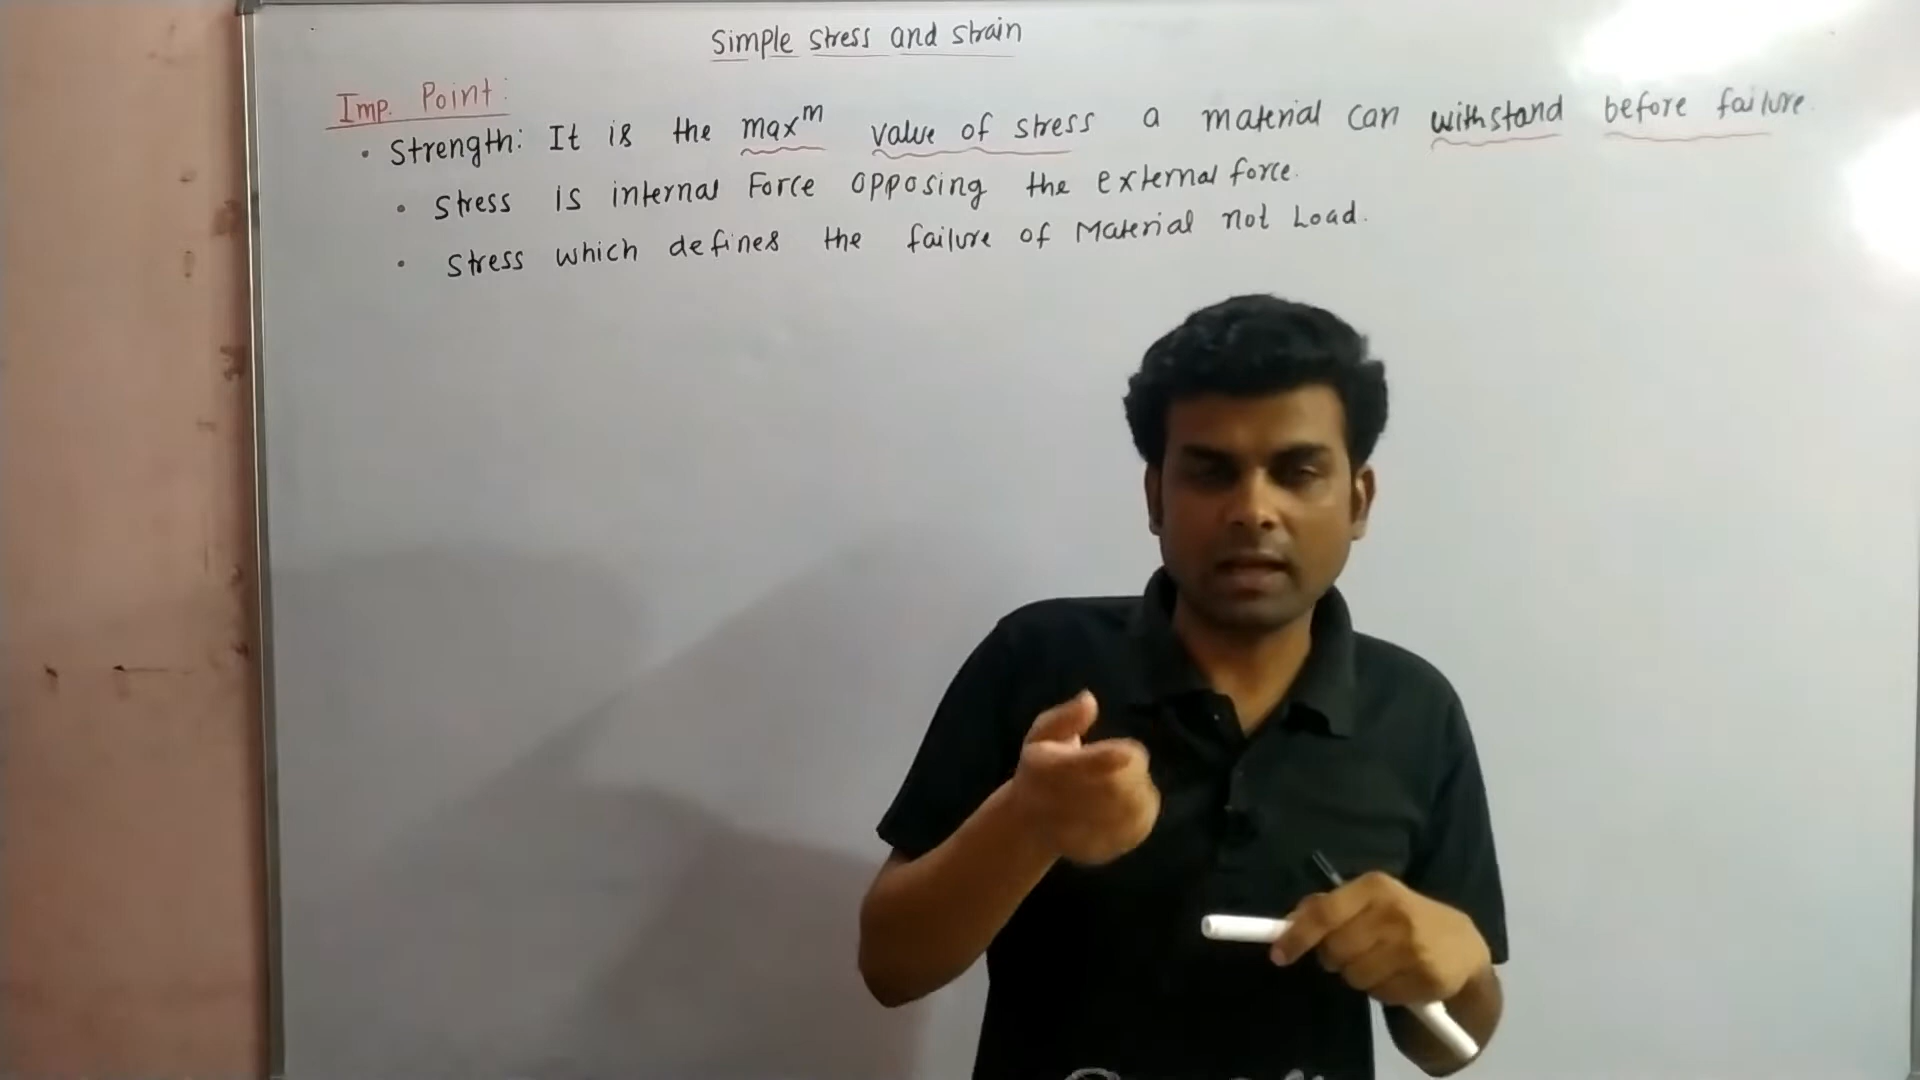 Simple stress and strain
Imp. Point:
• Strength: It is the maxᵐ value of stress a material can withstand before failure.
• Stress is internal Force opposing the external force.
• Stress which defines the failure of Material not Load.